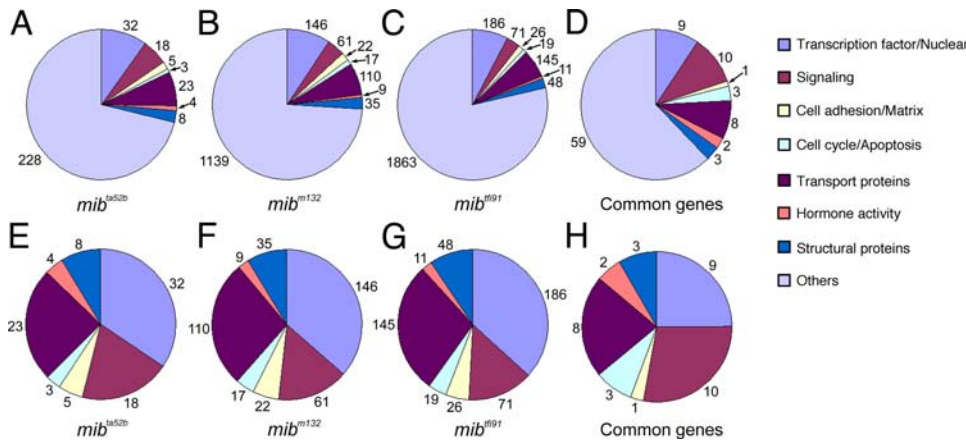 A
32
18
5
3
23
4
8
228
mib^ta52b
B
146
61
22
17
110
9
35
1139
mib^m132
C
186
71
26
19
145
11
48
1863
mib^tfi91
D
9
10
1
3
8
2
3
59
Common genes
Transcription factor/Nuclear
Signaling
Cell adhesion/Matrix
Cell cycle/Apoptosis
Transport proteins
Hormone activity
Structural proteins
Others
E
8
4
32
23
3
5
18
mib^ta52b
F
35
9
146
110
17
22
61
mib^m132
G
48
11
186
145
19
26
71
mib^tfi91
H
3
2
9
8
3
1
10
Common genes